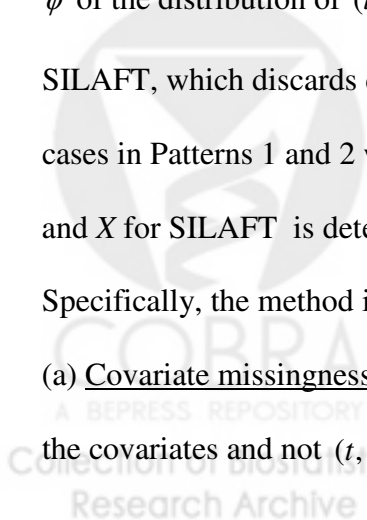 of the distribution of
SILAFT, which discards
cases in Patterns 1 and 2
and X for SILAFT is
Specifically, the method
(a) Covariate missingness
the covariates and not (t,
COBRA
A BEPRESS REPOSITORY
Collection of Biostatistics
Research Archive